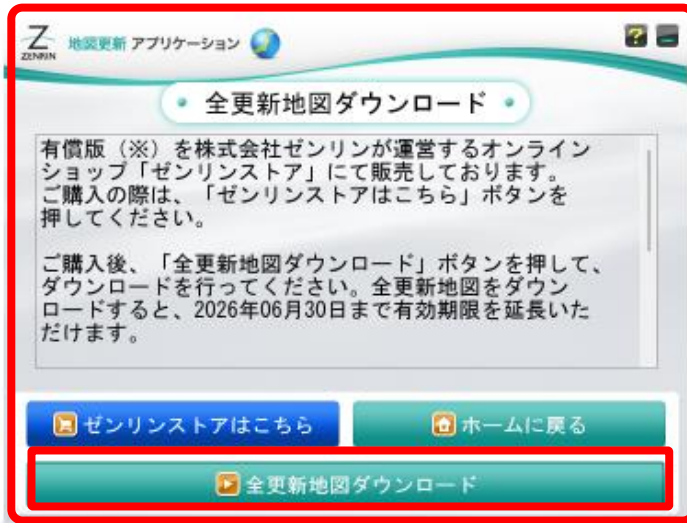 ZENRIN 地図更新 アプリケーション
全更新地図ダウンロード
有償版（※）を株式会社ゼンリンが運営するオンライン
ショップ「ゼンリンストア」にて販売しております。
ご購入の際は、「ゼンリンストアはこちら」ボタンを
押してください。
ご購入後、「全更新地図ダウンロード」ボタンを押して、
ダウンロードを行ってください。全更新地図をダウン
ロードすると、2026年06月30日まで有効期限を延長いた
だけます。
ゼンリンストアはこちら
ホームに戻る
全更新地図ダウンロード